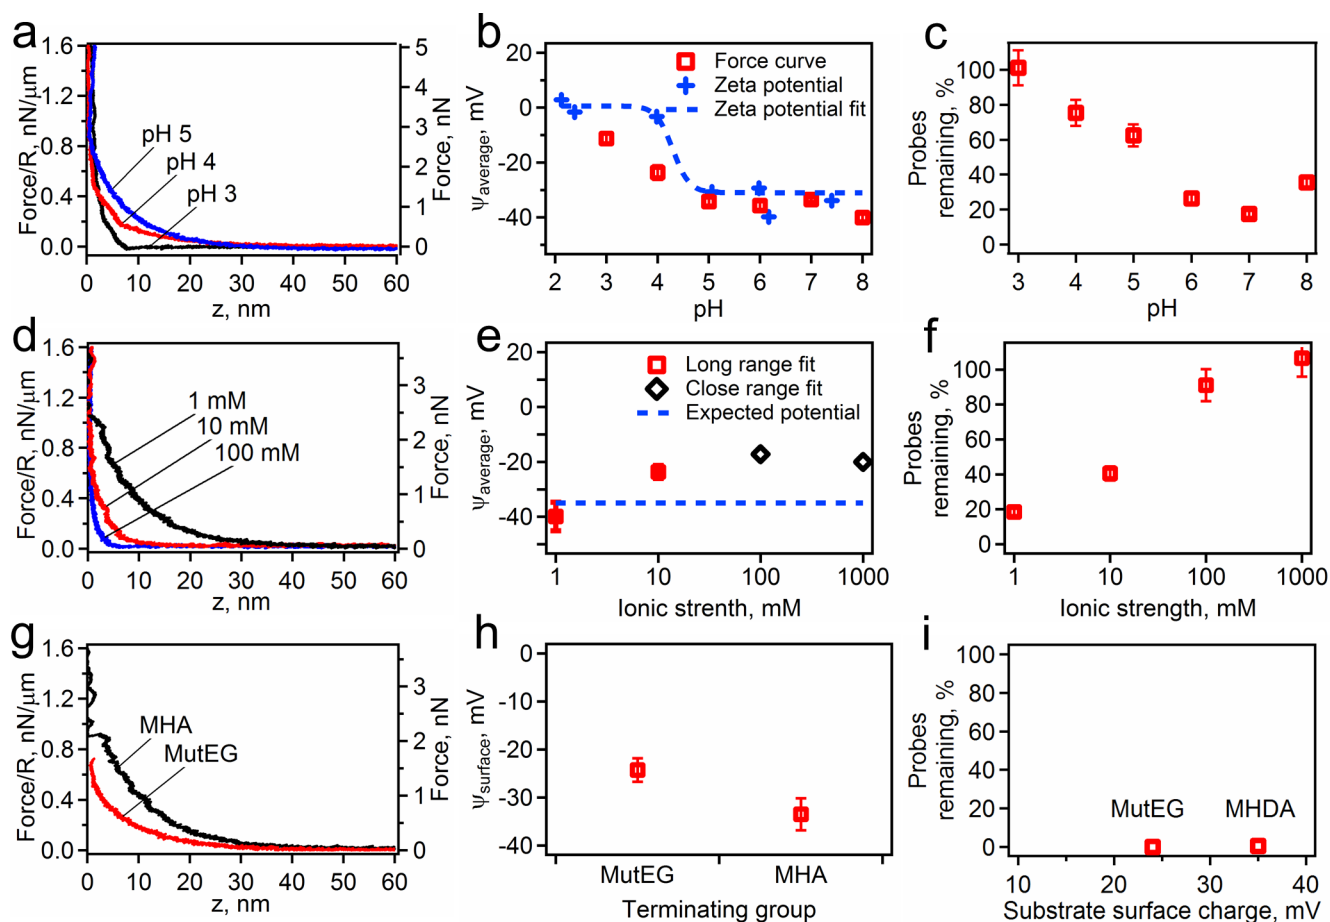 a
1.6
1.2
0.8
0.4
0.0
Force/R, nN/µm
5
4
3
2
1
0
Force, nN
pH 5
pH 4
pH 3
0 10 20 30 40 50 60
z, nm
b
20
0
-20
-40
Ψaverage, mV
Force curve
Zeta potential
Zeta potential fit
2 3 4 5 6 7 8
pH
c
100
80
60
40
20
0
Probes
remaining, %
3 4 5 6 7 8
pH
d
1.6
1.2
0.8
0.4
0.0
Force/R, nN/µm
3
2
1
0
Force, nN
1 mM
10 mM
100 mM
0 10 20 30 40 50 60
z, nm
e
20
0
-20
-40
Ψaverage, mV
Long range fit
Close range fit
Expected potential
1 10 100 1000
Ionic strenth, mM
f
100
80
60
40
20
0
Probes
remaining, %
1 10 100 1000
Ionic strength, mM
g
1.6
1.2
0.8
0.4
0.0
Force/R, nN/µm
3
2
1
0
Force, nN
MHA
MutEG
0 10 20 30 40 50 60
z, nm
h
0
-10
-20
-30
-40
Ψsurface, mV
MutEG MHA
Terminating group
i
100
80
60
40
20
0
Probes
remaining, %
MutEG MHDA
10 20 30 40
Substrate surface charge, mV